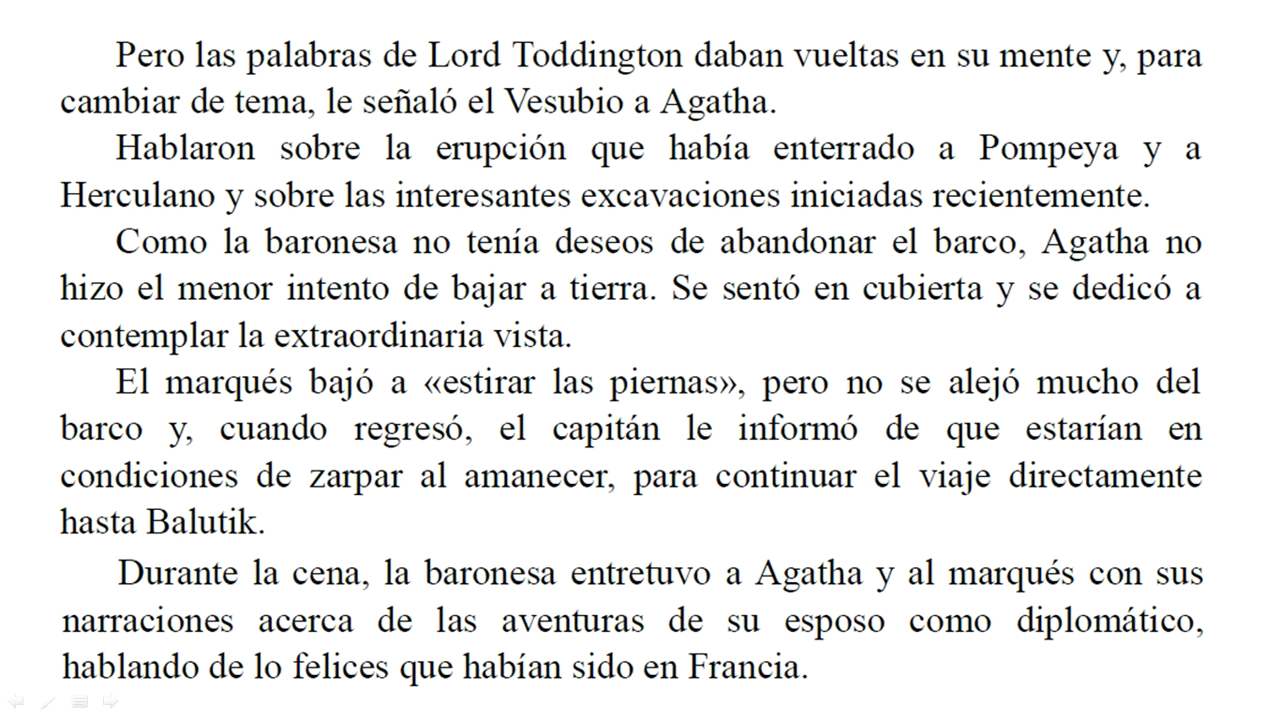 Pero las palabras de Lord Toddington daban vueltas en su mente y, para
cambiar de tema, le señaló el Vesubio a Agatha.
Hablaron sobre la erupción que había enterrado a Pompeya y a
Herculano y sobre las interesantes excavaciones iniciadas recientemente.
Como la baronesa no tenía deseos de abandonar el barco, Agatha no
hizo el menor intento de bajar a tierra. Se sentó en cubierta y se dedicó a
contemplar la extraordinaria vista.
El marqués bajó a «estirar las piernas», pero no se alejó mucho del
barco y, cuando regresó, el capitán le informó de que estarían en
condiciones de zarpar al amanecer, para continuar el viaje directamente
hasta Balutik.
Durante la cena, la baronesa entretuvo a Agatha y al marqués con sus
narraciones acerca de las aventuras de su esposo como diplomático,
hablando de lo felices que habían sido en Francia.